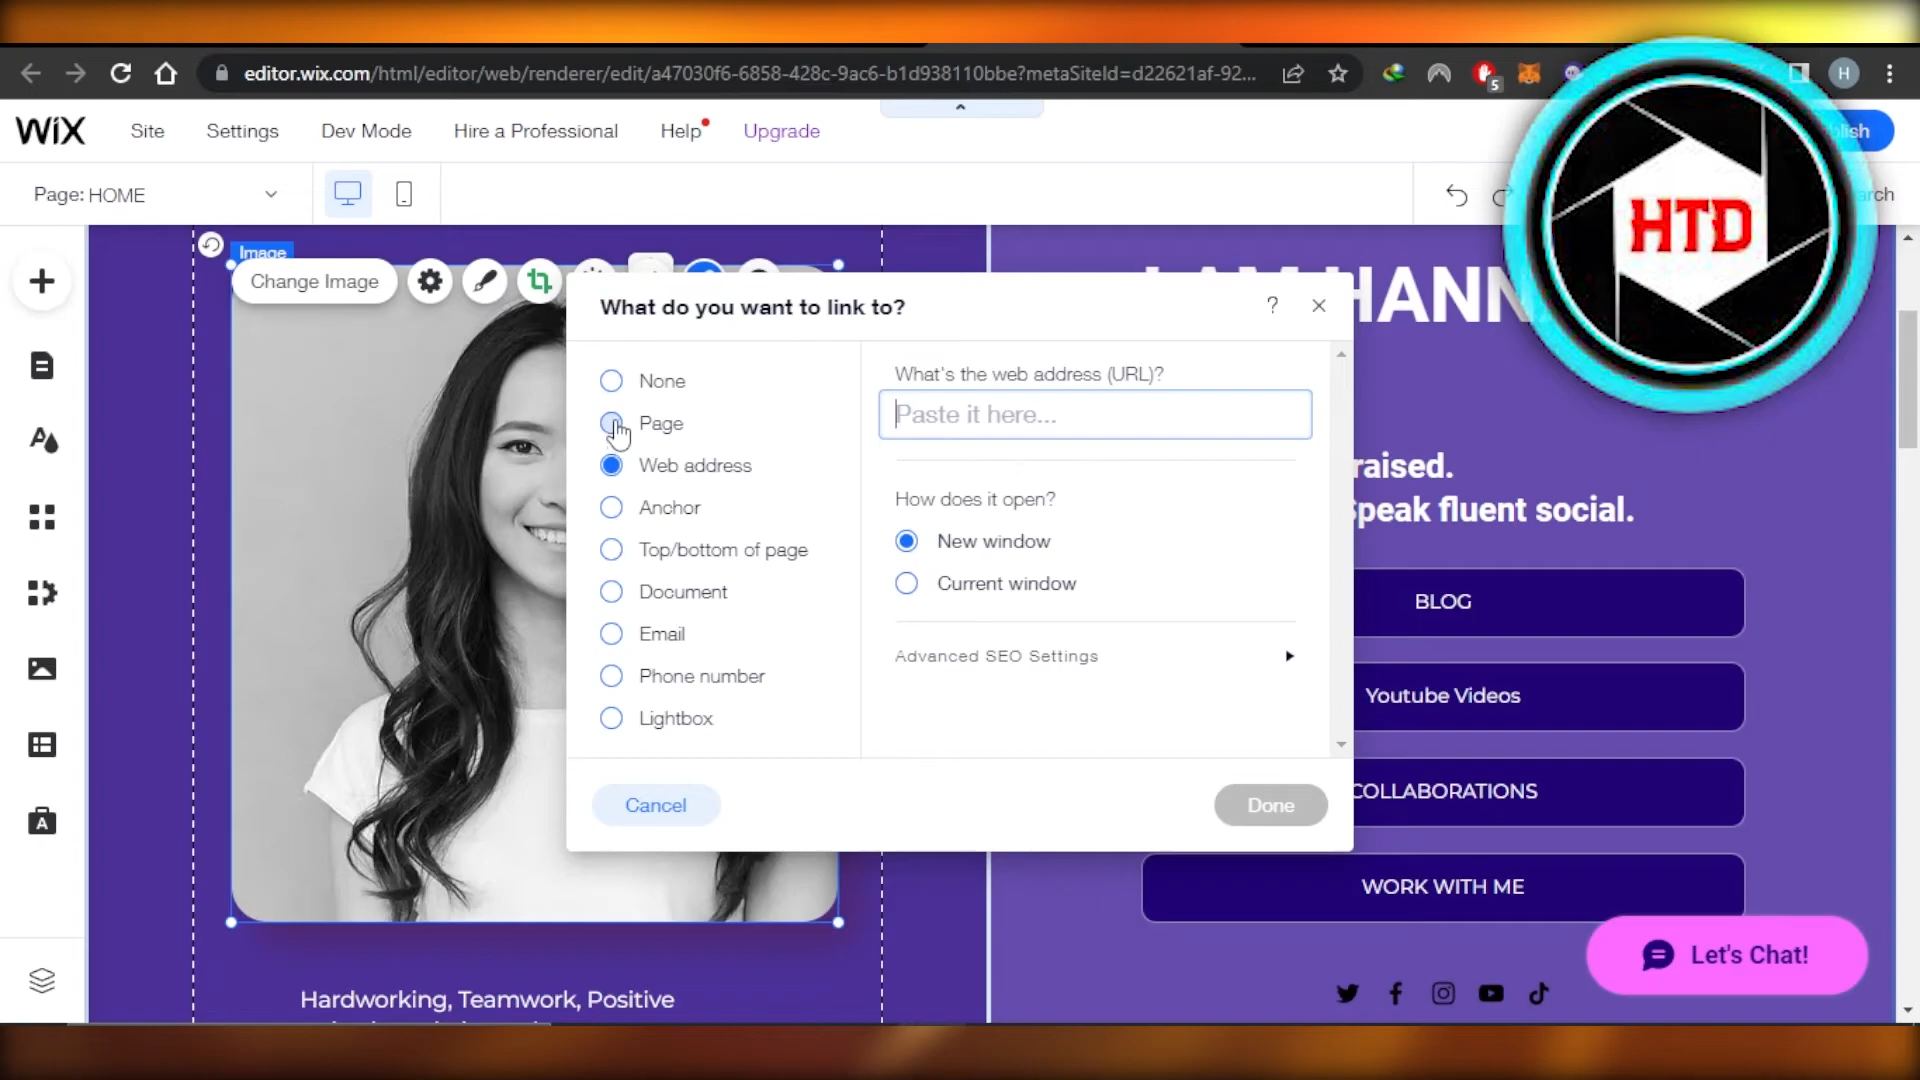 editor.wix.com/html/editor/web/renderer/edit/a47030f6-6858-428c-9ac6-b1d938110bbe?metaSiteId=d22621af-92...
5
H
WiX
Site
Settings
Dev Mode
Hire a Professional
Help
Upgrade
Page: HOME
HTD
Image
Change Image
What do you want to link to?
?
None
Page
Web address
Anchor
Top/bottom of page
Document
Email
Phone number
Lightbox
What's the web address (URL)?
Paste it here...
How does it open?
New window
Current window
Advanced SEO Settings
Cancel
Done
fluent social.
BLOG
Youtube Videos
COLLABORATIONS
WORK WITH ME
Let's Chat!
Hardworking, Teamwork, Positive